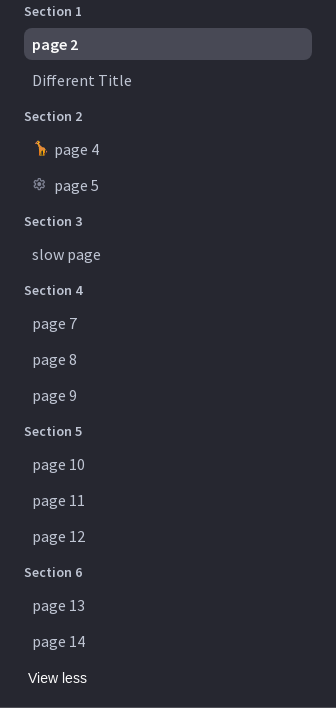 Section 1
page 2
Different Title
Section 2
page 4
page 5
Section 3
slow page
Section 4
page 7
page 8
page 9
Section 5
page 10
page 11
page 12
Section 6
page 13
page 14
View less